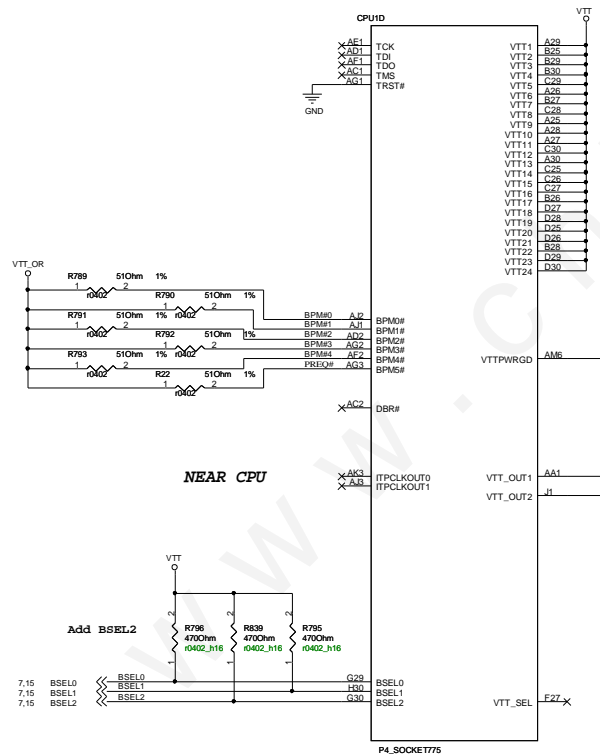 CPU1D
VTT
AE1 TCK
AD1 TDI
AF1 TDO
AC1 TMS
AG1 TRST#
GND
VTT1 A29
VTT2 B25
VTT3 B29
VTT4 B30
VTT5 C29
VTT6 A26
VTT7 B27
VTT8 C28
VTT9 A25
VTT10 A28
VTT11 A27
VTT12 C30
VTT13 A30
VTT14 C25
VTT15 C26
VTT16 C27
VTT17 B26
VTT18 D27
VTT19 D28
VTT20 D25
VTT21 D26
VTT22 B28
VTT23 D29
VTT24 D30
VTT_OR
R789 51Ohm 1%
1 r0402 2
R790 51Ohm 1%
1 r0402 2
R791 51Ohm 1%
1 r0402 2
R792 51Ohm 1%
1 r0402 2
R793 51Ohm 1%
1 r0402 2
R22 51Ohm 1%
1 r0402 2
BPM#0 AJ2 BPM0#
BPM#1 AJ1 BPM1#
BPM#2 AD2 BPM2#
BPM#3 AG2 BPM3#
BPM#4 AF2 BPM4#
PREQ# AG3 BPM5#
VTTPWRGD AM6
AC2 DBR#
NEAR CPU
AK3 ITPCLKOUT0
AJ3 ITPCLKOUT1
VTT_OUT1 AA1
VTT_OUT2 J1
VTT
Add BSEL2
2 2 2
R796 R839 R795
470Ohm 470Ohm 470Ohm
r0402_h16 r0402_h16 r0402_h16
1 1 1
7,15 BSEL0 BSEL0 G29 BSEL0
7,15 BSEL1 BSEL1 H30 BSEL1
7,15 BSEL2 BSEL2 G30 BSEL2
VTT_SEL F27
P4_SOCKET775
w w w . c n